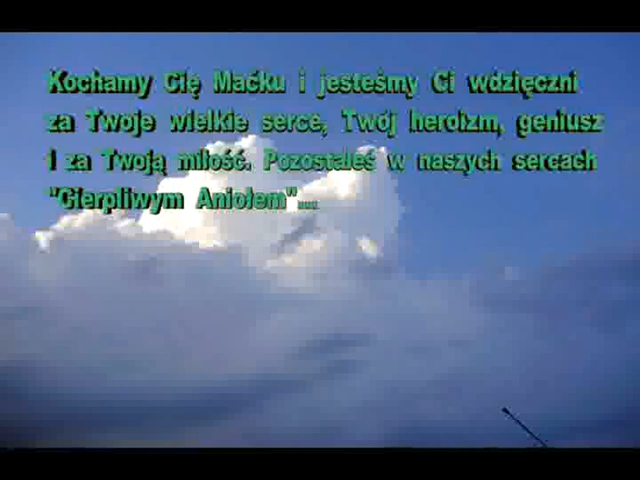 Kochamy Cię Maćku i jesteśmy Ci wdzięczni
za Twoje wielkie serce, Twój heroizm, geniusz
i za Twoją miłość. Pozostałeś w naszych sercach
"Cierpliwym Aniołem"....